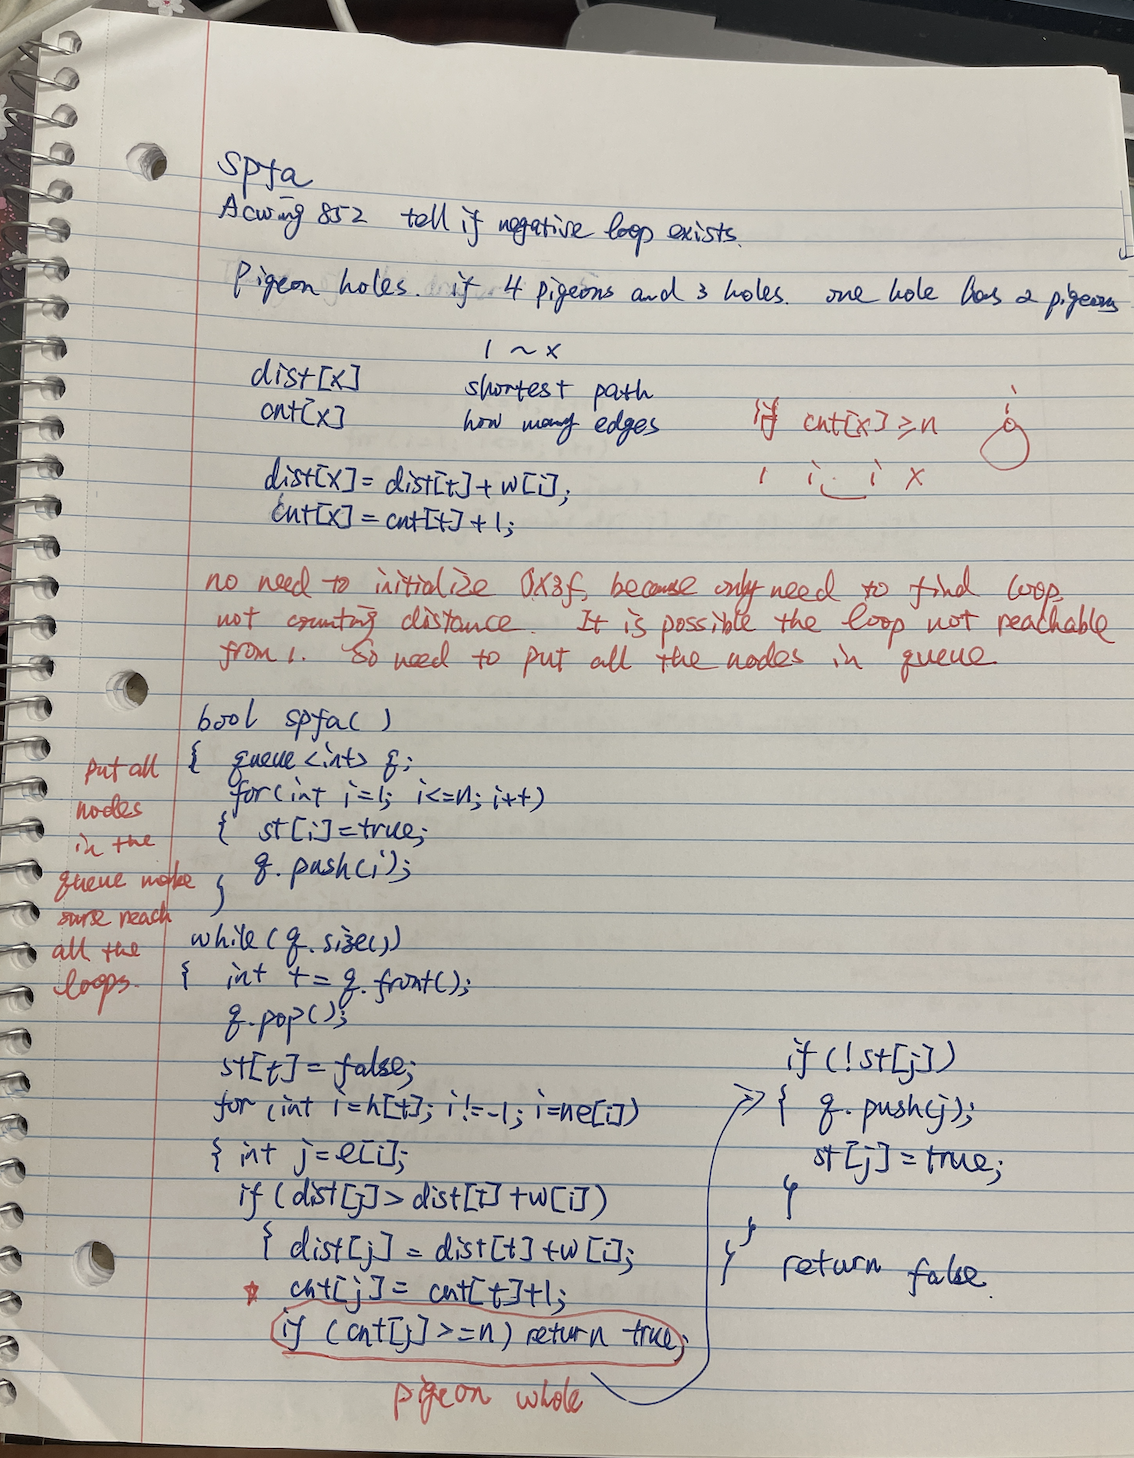 spfa
Acwing 852 tell if negative loop exists.
Pigeon holes. if 4 pigeons and 3 holes. one hole has 2 pigeons
1 ~ x
dist[x] shortest path
cnt[x] how many edges
if cnt[x] ≥ n
i
1 i i x
dist[x] = dist[t] + w[i];
cnt[x] = cnt[t] + 1;
no need to initialize 0x3f, because only need to find loop
not counting distance. It is possible the loop not reachable
from 1. So need to put all the nodes in queue.
put all
nodes
in the
queue make
sure reach
all the
loops.
bool spfa()
{ queue<int> q;
for(int i=1; i<=n; i++)
{ st[i]=true;
q.push(i);
}
while(q.size())
{ int t = q.front();
q.pop();
st[t] = false;
for (int i=h[t]; i!=-1; i=ne[i])
{ int j=e[i];
if (dist[j] > dist[t] + w[i])
{ dist[j] = dist[t] + w[i];
* cnt[j] = cnt[t]+1;
if (cnt[j] >= n) return true;
pigeon whole
if(!st[j])
{ q.push(j);
st[j] = true;
}
}
}
return false.